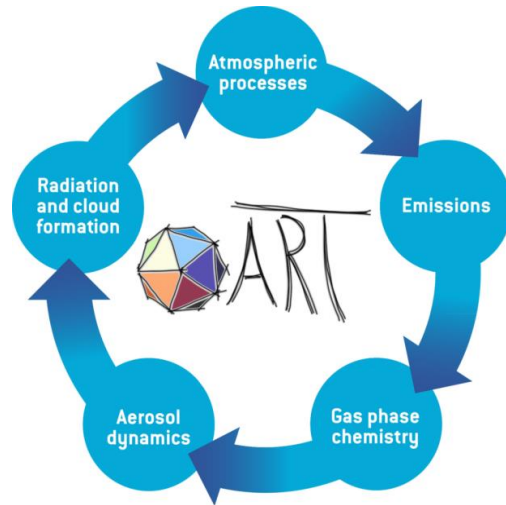 Atmospheric
processes
Emissions
Gas phase
chemistry
Aerosol
dynamics
Radiation
and cloud
formation
ART